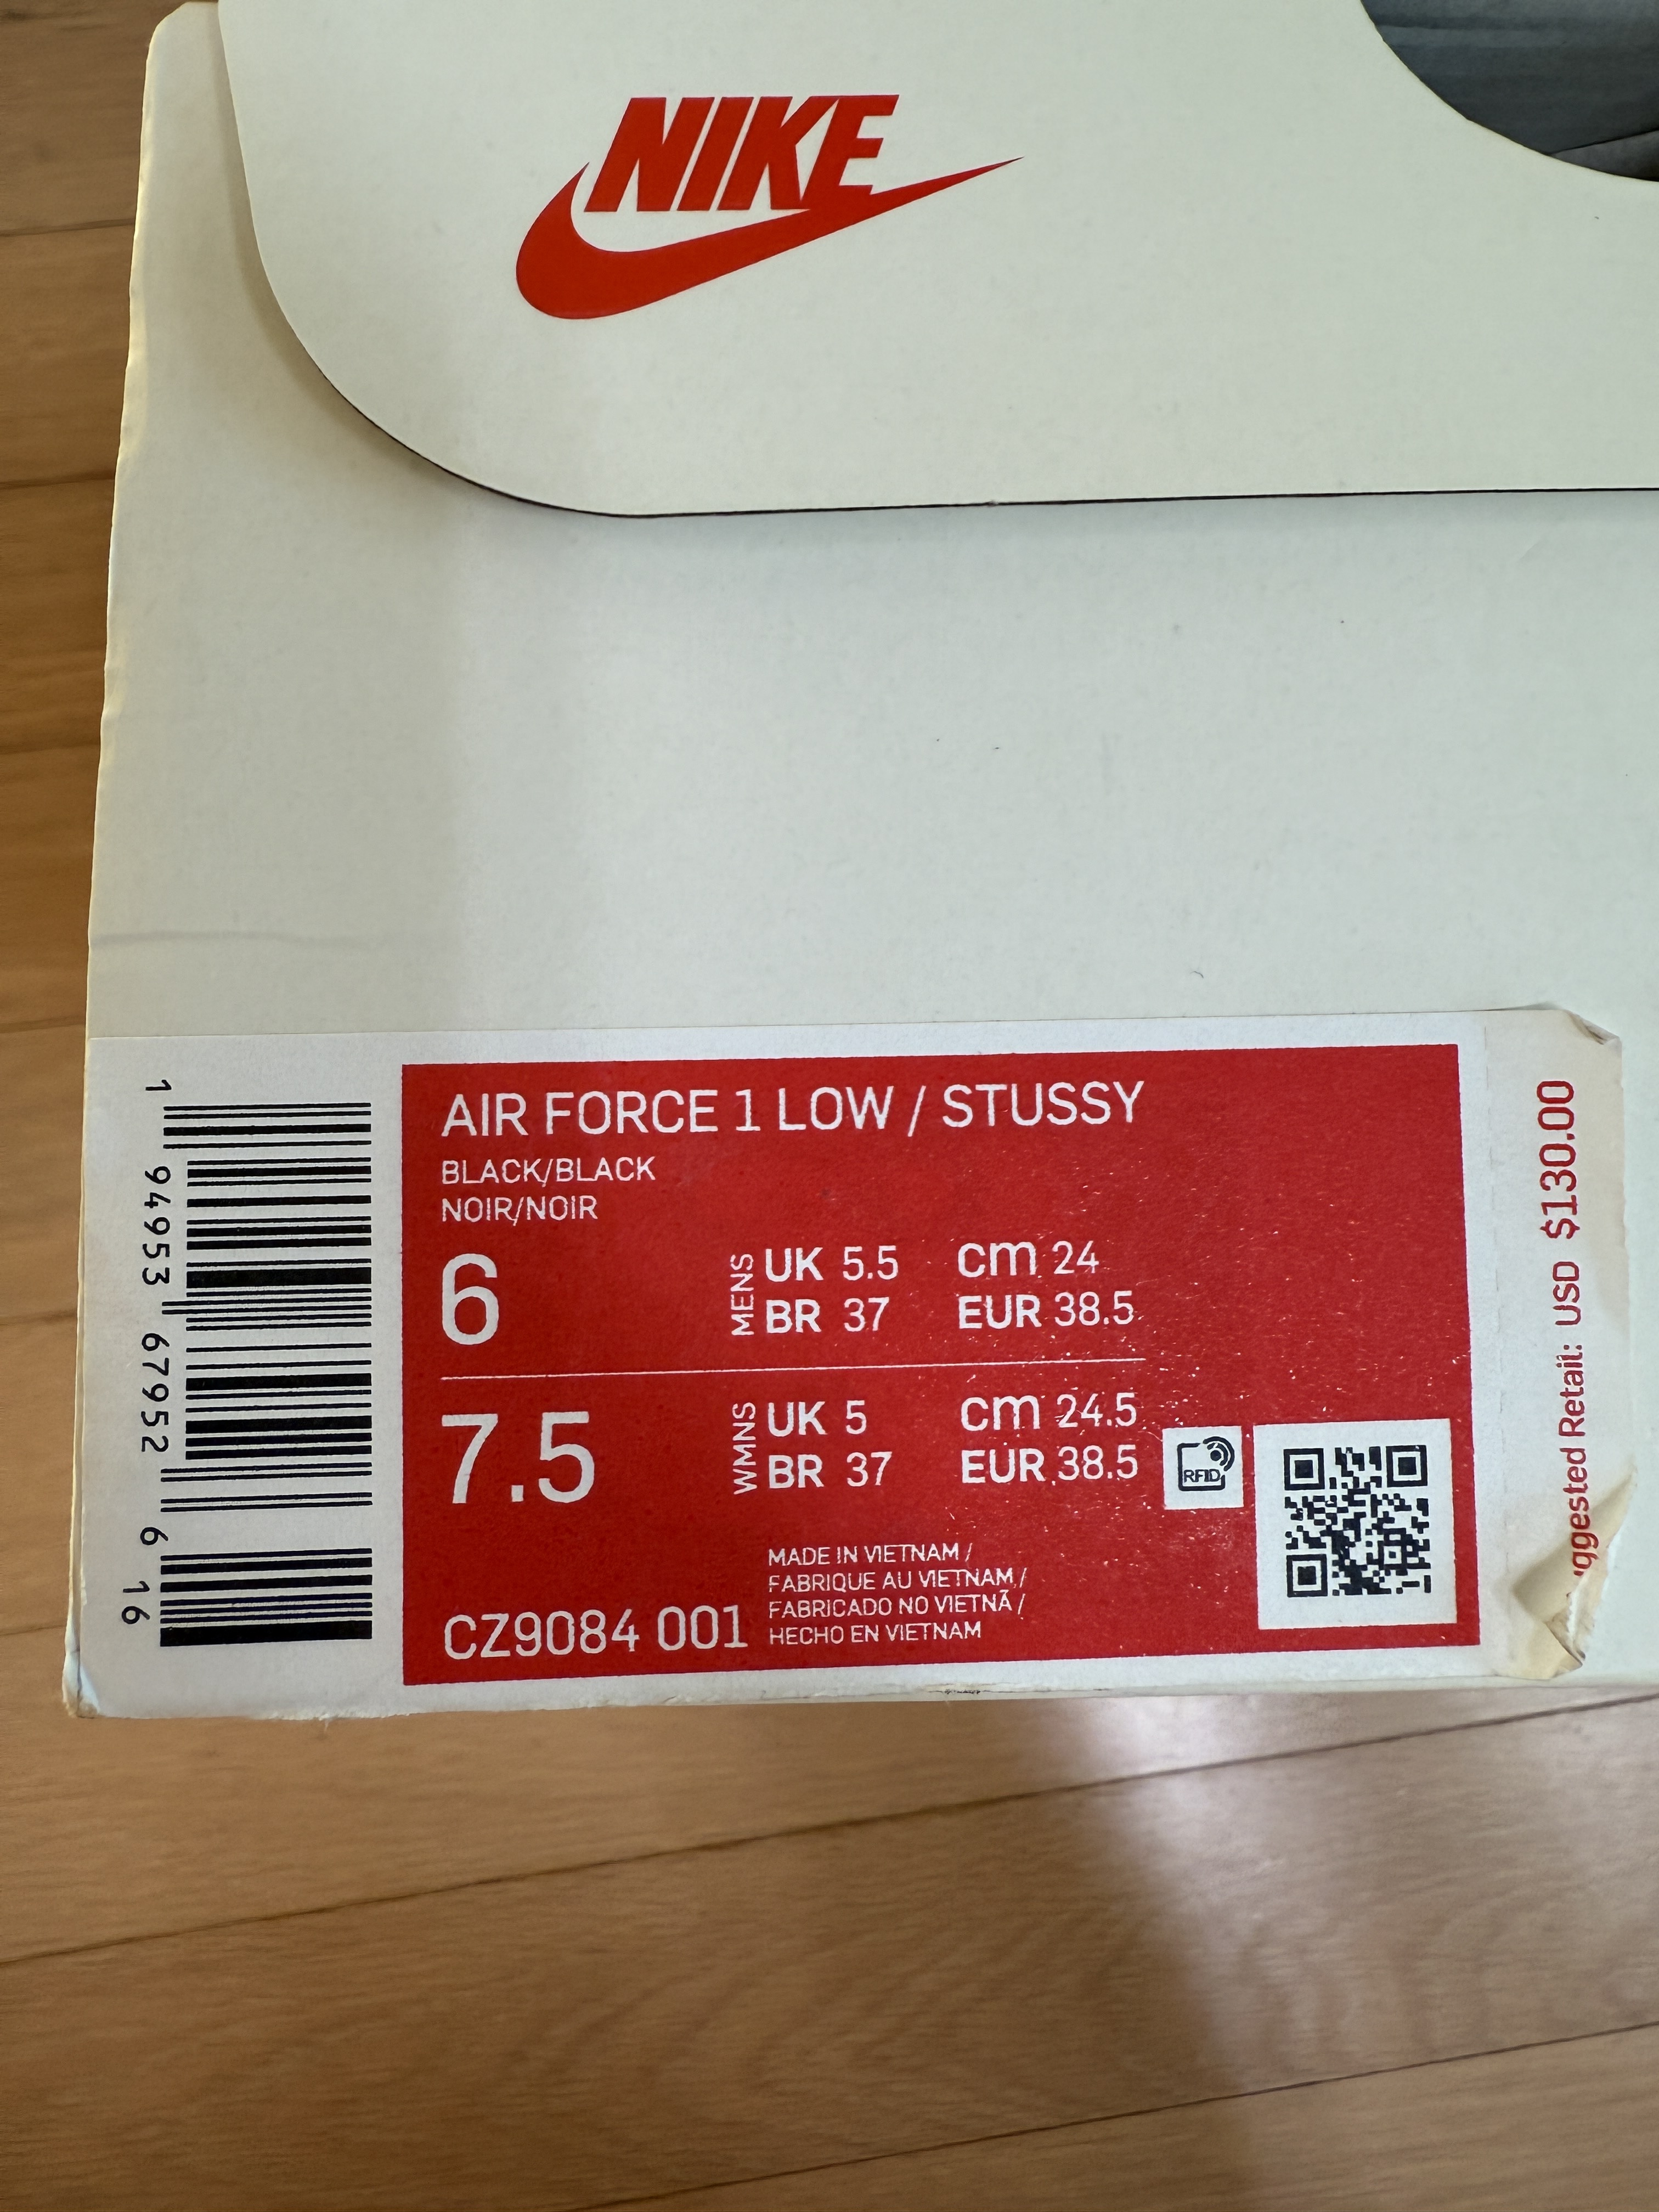 NIKE
AIR FORCE 1 LOW / STUSSY
BLACK/BLACK
NOIR/NOIR
6
MENS
UK 5.5 cm 24
BR 37 EUR 38.5
7.5
WMNS
UK 5 cm 24.5
BR 37 EUR 38.5
RFID
MADE IN VIETNAM /
FABRIQUE AU VIETNAM /
FABRICADO NO VIETNÃ /
HECHO EN VIETNAM
CZ9084 001
1 94953 67952 6 16
Retail: USD $130.00